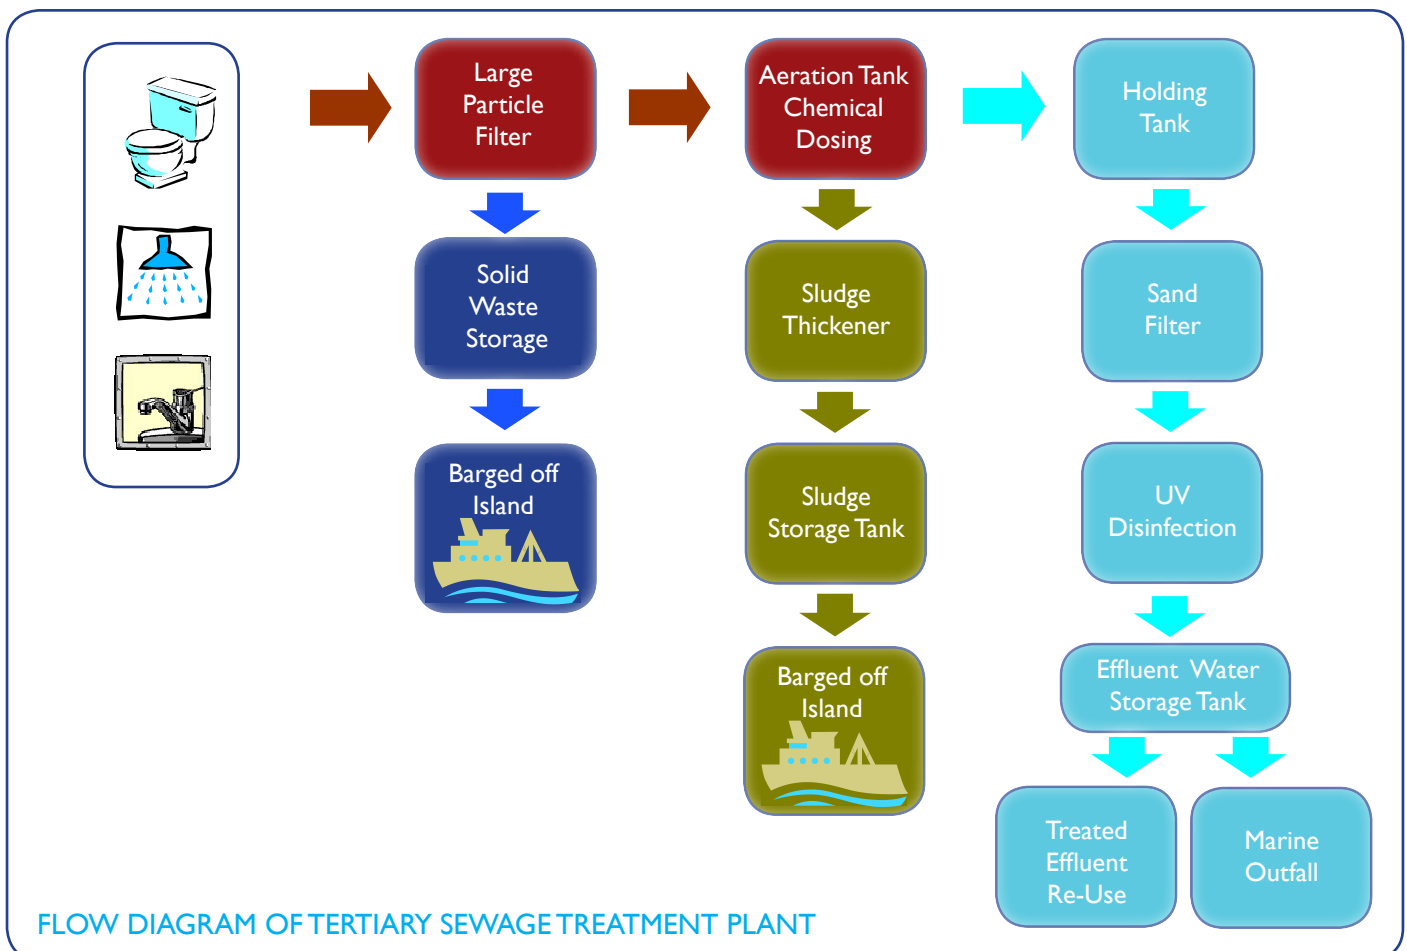 Large
Particle
Filter
Aeration Tank
Chemical
Dosing
Holding
Tank
Solid
Waste
Storage
Sludge
Thickener
Sand
Filter
Barged off
Island
Sludge
Storage Tank
UV
Disinfection
Barged off
Island
Effluent Water
Storage Tank
Treated
Effluent
Re-Use
Marine
Outfall
FLOW DIAGRAM OF TERTIARY SEWAGE TREATMENT PLANT